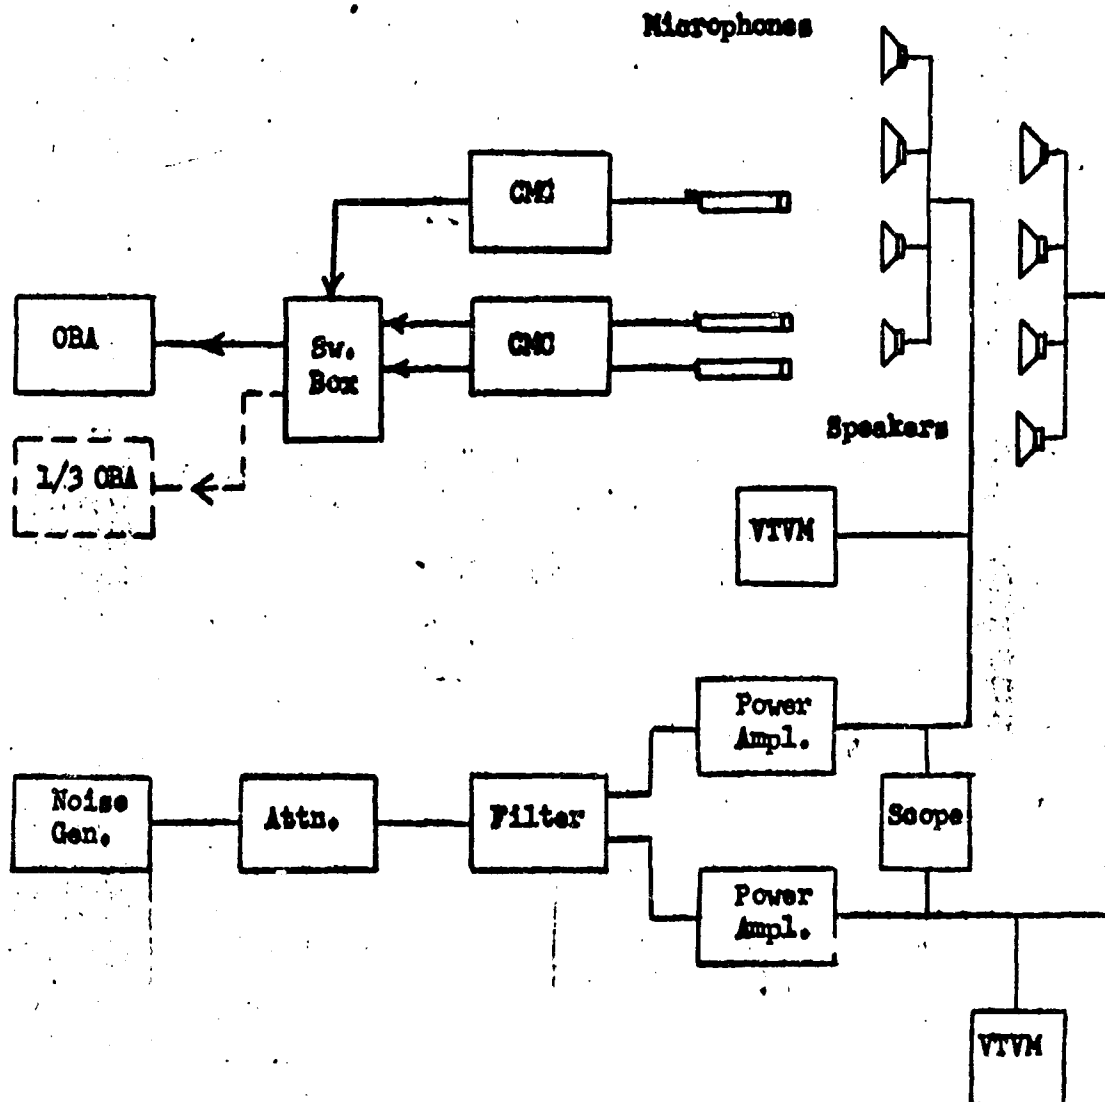 Microphones
CMC
OBA
Sw.
Box
CMC
1/3 OBA
Speakers
VTVM
Power
Ampl.
Noise
Gen.
Attn.
Filter
Scope
Power
Ampl.
VTVM